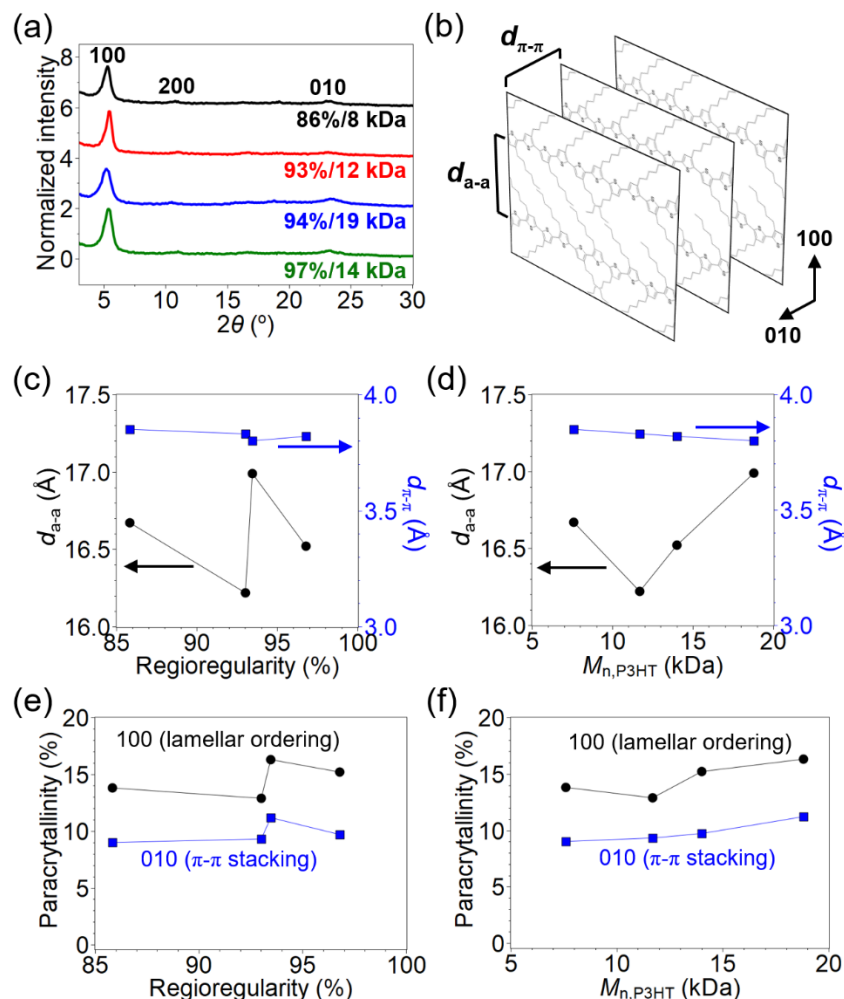 (a)
Normalized intensity
8
6
4
2
0
100
200
010
86%/8 kDa
93%/12 kDa
94%/19 kDa
97%/14 kDa
5
10
15
20
25
30
2θ (º)
(b)
dπ-π
da-a
100
010
(c)
17.5
17.0
16.5
16.0
da-a (Å)
4.0
3.5
3.0
dπ-π (Å)
85
90
95
100
Regioregularity (%)
(d)
17.5
17.0
16.5
16.0
da-a (Å)
4.0
3.5
3.0
dπ-π (Å)
5
10
15
20
Mn,P3HT (kDa)
(e)
20
15
10
5
0
Paracrytallinity (%)
100 (lamellar ordering)
010 (π-π stacking)
85
90
95
100
Regioregularity (%)
(f)
20
15
10
5
0
Paracrytallinity (%)
100 (lamellar ordering)
010 (π-π stacking)
5
10
15
20
Mn,P3HT (kDa)